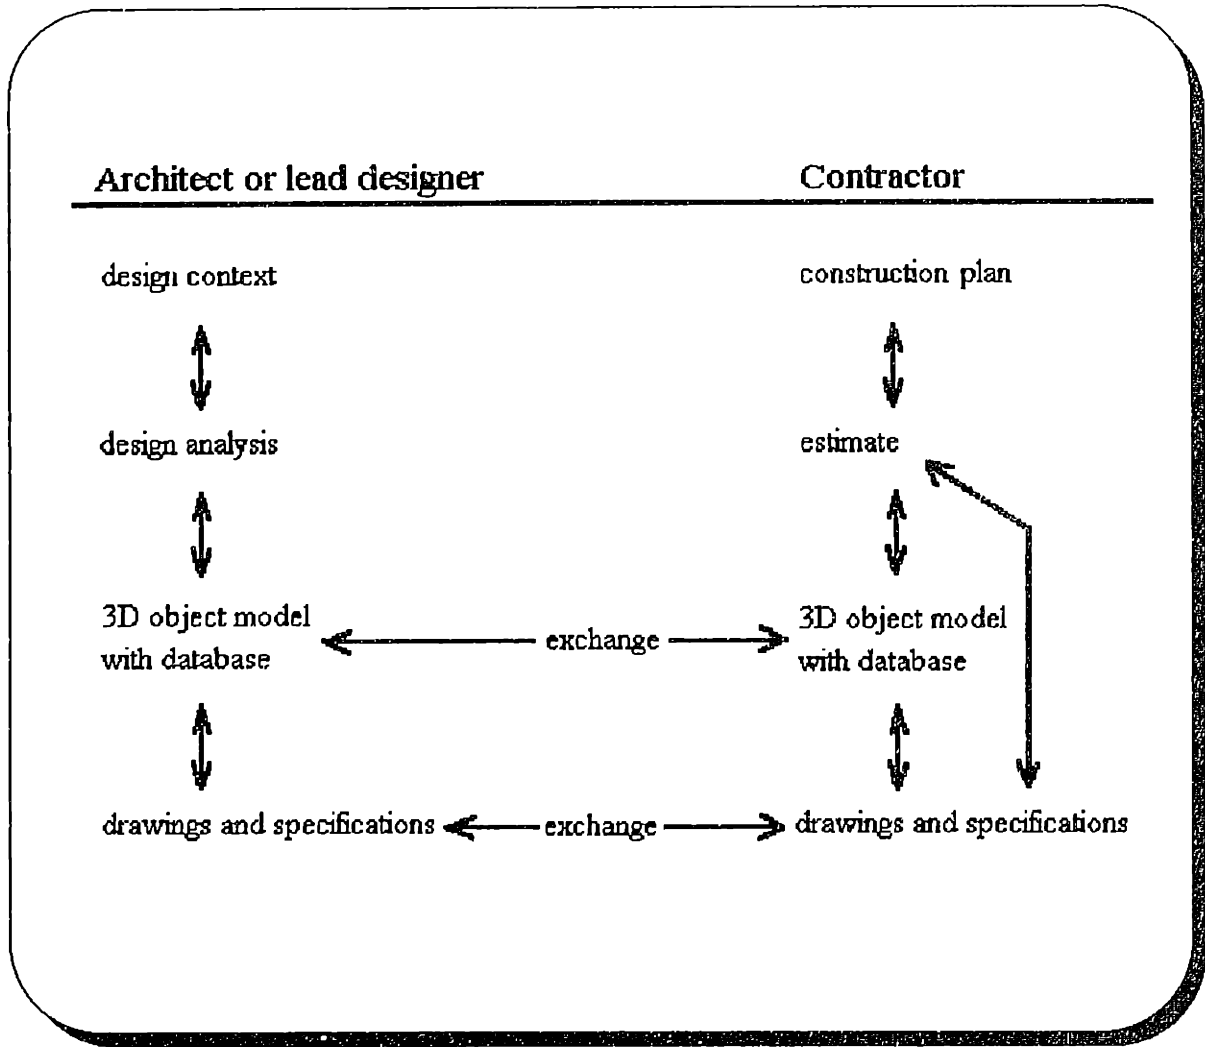 Architect or lead designer
Contractor
design context
construction plan
design analysis
estimate
3D object model
with database
exchange
3D object model
with database
drawings and specifications
exchange
drawings and specifications